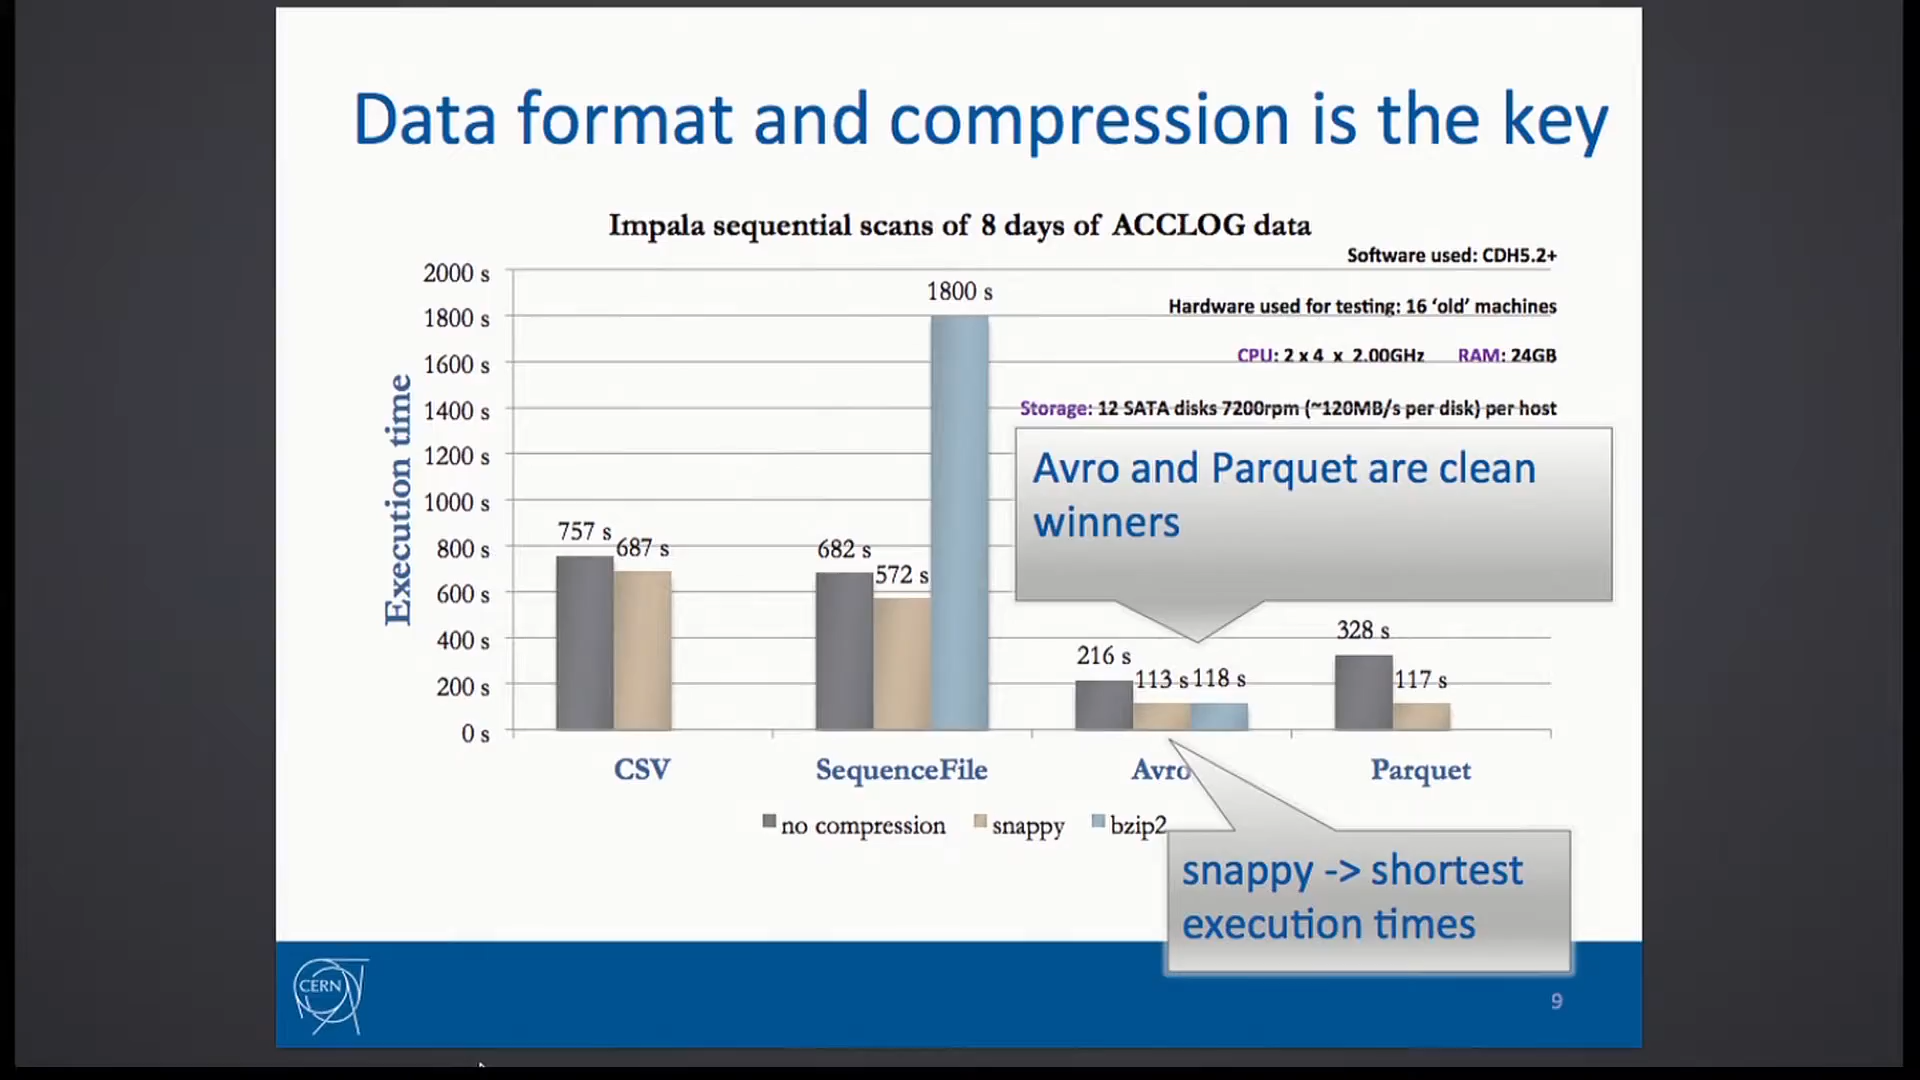 Data format and compression is the key
Impala sequential scans of 8 days of ACCLOG data
Software used: CDH5.2+
Hardware used for testing: 16 ‘old’ machines
CPU: 2 x 4 x 2.00GHz RAM: 24GB
Storage: 12 SATA disks 7200rpm (~120MB/s per disk) per host
Execution time
2000 s
1800 s
1600 s
1400 s
1200 s
1000 s
800 s
600 s
400 s
200 s
0 s
757 s
687 s
682 s
572 s
1800 s
216 s
113 s
118 s
328 s
117 s
Avro and Parquet are clean
winners
CSV
SequenceFile
Avro
Parquet
no compression
snappy
bzip2
snappy -> shortest
execution times
CERN
9